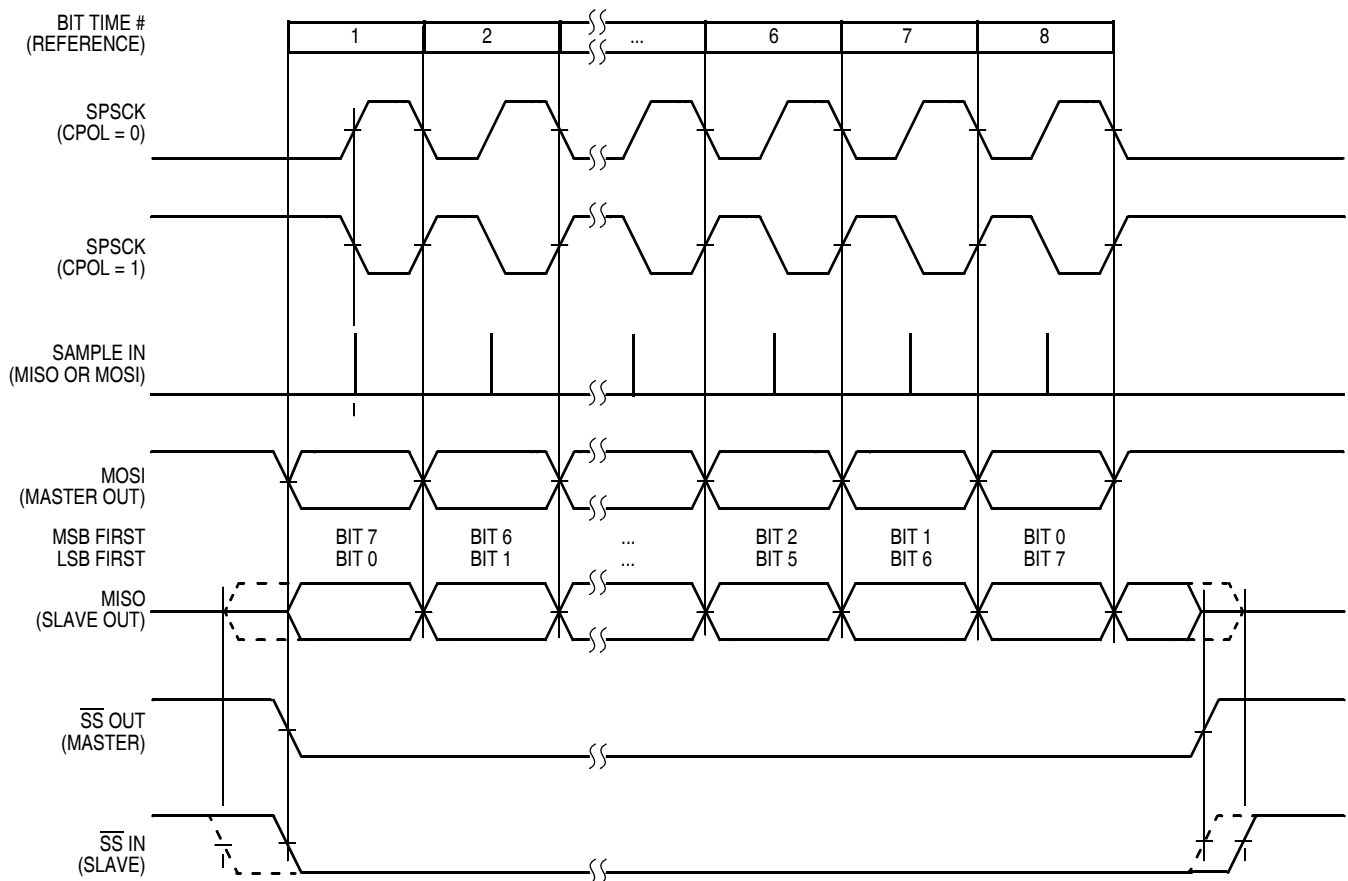 BIT TIME #
(REFERENCE)
1 2 ... 6 7 8
SPSCK
(CPOL = 0)
SPSCK
(CPOL = 1)
SAMPLE IN
(MISO OR MOSI)
MOSI
(MASTER OUT)
MSB FIRST BIT 7 BIT 6 ... BIT 2 BIT 1 BIT 0
LSB FIRST BIT 0 BIT 1 ... BIT 5 BIT 6 BIT 7
MISO
(SLAVE OUT)
S̅S̅ OUT
(MASTER)
S̅S̅ IN
(SLAVE)